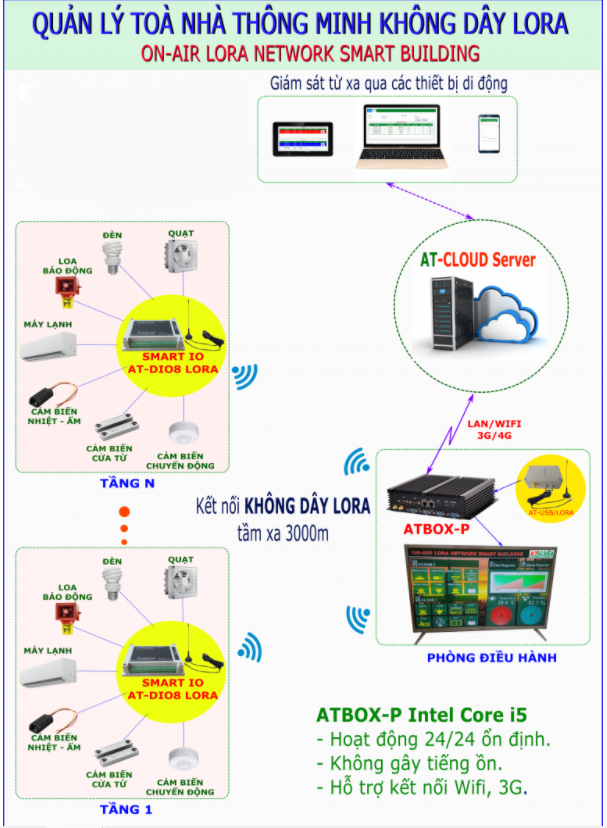 QUẢN LÝ TOÀ NHÀ THÔNG MINH KHÔNG DÂY LORA
ON-AIR LORA NETWORK SMART BUILDING
Giám sát từ xa qua các thiết bị di động
AT-CLOUD Server
LAN/WIFI
3G/4G
ĐÈN
QUẠT
LOA
BÁO ĐỘNG
MÁY LẠNH
SMART IO
AT-DIO8 LORA
CẢM BIẾN
NHIỆT - ẨM
CẢM BIẾN
CỬA TỪ
CẢM BIẾN
CHUYỂN ĐỘNG
TẦNG N
Kết nối KHÔNG DÂY LORA
tầm xa 3000m
ATBOX-P
AT-USB/LORA
ON-AIR LORA NETWORK SMART BUILDING
PHÒNG ĐIỀU HÀNH
ĐÈN
QUẠT
LOA
BÁO ĐỘNG
MÁY LẠNH
SMART IO
AT-DIO8 LORA
CẢM BIẾN
NHIỆT - ẨM
CẢM BIẾN
CỬA TỪ
CẢM BIẾN
CHUYỂN ĐỘNG
TẦNG 1
ATBOX-P Intel Core i5
- Hoạt động 24/24 ổn định.
- Không gây tiếng ồn.
- Hỗ trợ kết nối Wifi, 3G.